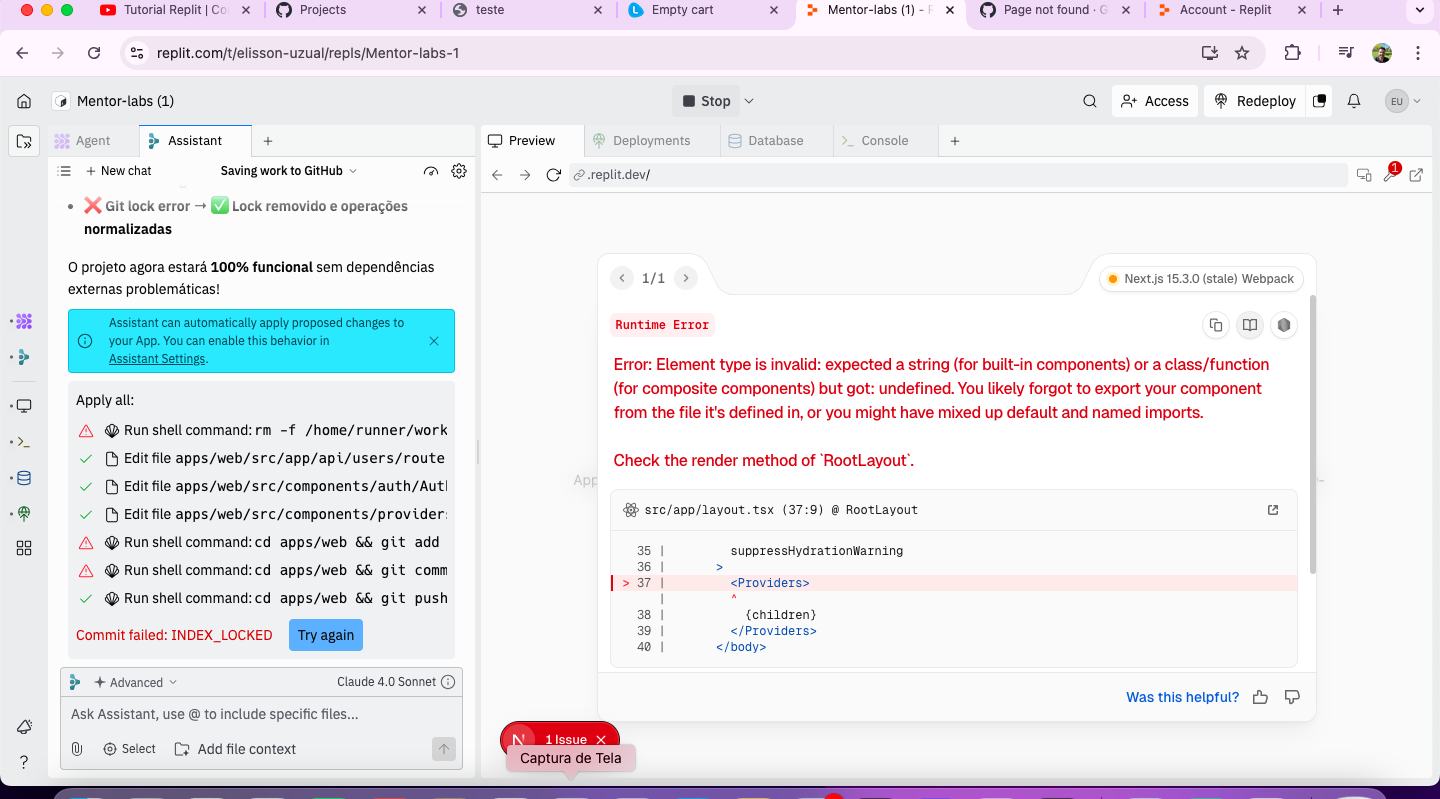 Tutorial Replit | Co
Projects
teste
Empty cart
Mentor-labs (1) - R
Page not found · G
Account - Replit
replit.com/t/elisson-uzual/repls/Mentor-labs-1
Mentor-labs (1)
Stop
Access
Redeploy
EU
Agent
Assistant
Preview
Deployments
Database
Console
New chat
Saving work to GitHub
.replit.dev/
1
❌ Git lock error → ✅ Lock removido e operações
normalizadas
O projeto agora estará 100% funcional sem dependências
externas problemáticas!
Assistant can automatically apply proposed changes to
your App. You can enable this behavior in
Assistant Settings.
Apply all:
Run shell command: rm -f /home/runner/work
Edit file apps/web/src/app/api/users/route
Edit file apps/web/src/components/auth/Aut
Edit file apps/web/src/components/provider
Run shell command: cd apps/web && git add
Run shell command: cd apps/web && git comm
Run shell command: cd apps/web && git push
Commit failed: INDEX_LOCKED
Try again
Advanced
Claude 4.0 Sonnet
Ask Assistant, use @ to include specific files...
Select
Add file context
1/1
Next.js 15.3.0 (stale) Webpack
Runtime Error
Error: Element type is invalid: expected a string (for built-in components) or a class/function
(for composite components) but got: undefined. You likely forgot to export your component
from the file it's defined in, or you might have mixed up default and named imports.
Check the render method of `RootLayout`.
App
src/app/layout.tsx (37:9) @ RootLayout
35 | suppressHydrationWarning
36 | >
> 37 | <Providers>
| ^
38 | {children}
39 | </Providers>
40 | </body>
Was this helpful?
N
1 Issue
Captura de Tela